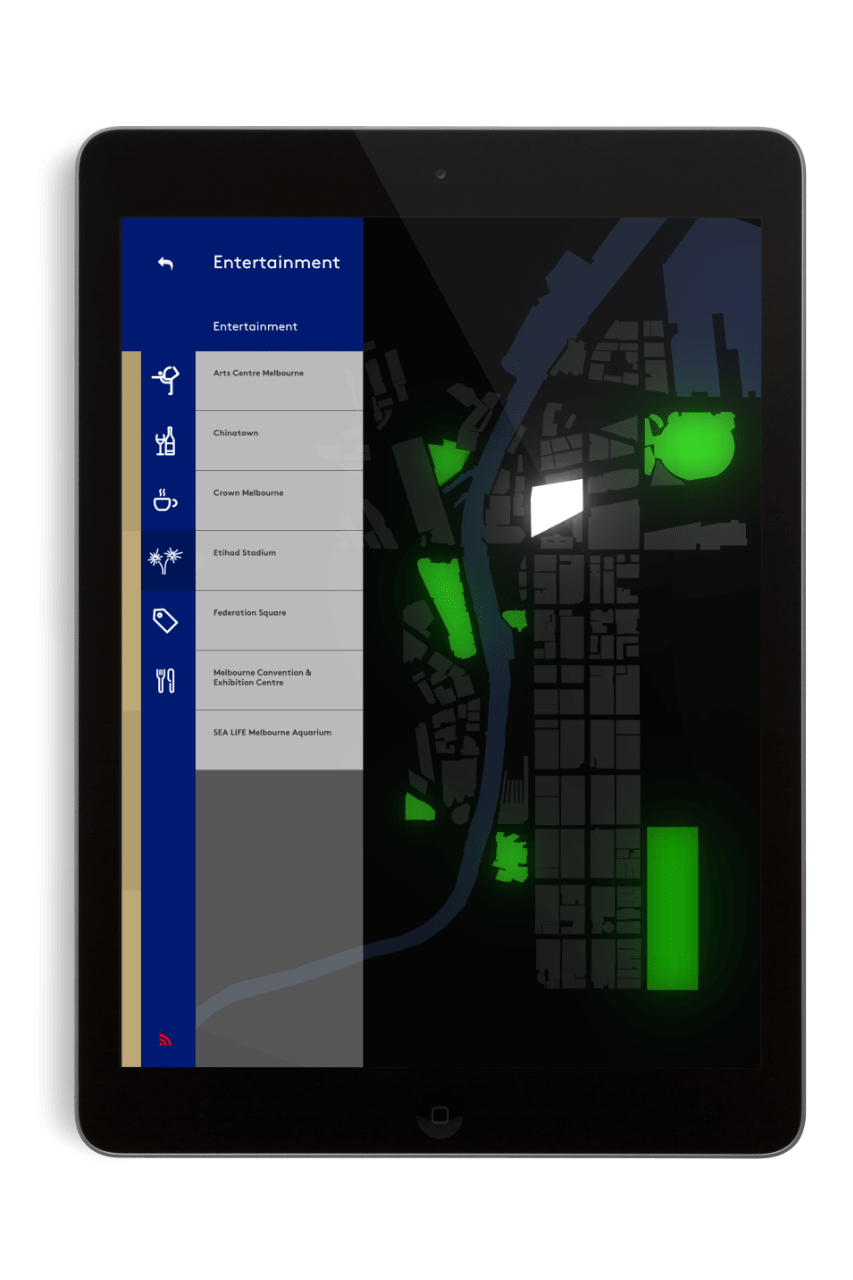 Entertainment
Entertainment
Arts Centre Melbourne
Chinatown
Crown Melbourne
Etihad Stadium
Federation Square
Melbourne Convention &
Exhibition Centre
SEA LIFE Melbourne Aquarium